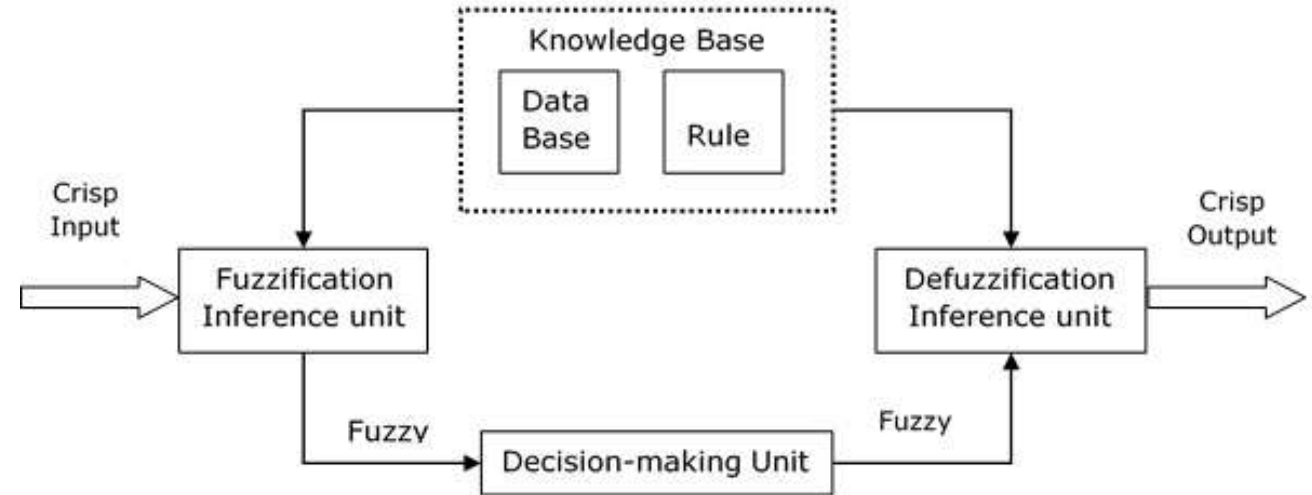 Knowledge Base
Data
Base
Rule
Crisp
Input
Crisp
Output
Fuzzification
Inference unit
Defuzzification
Inference unit
Fuzzy
Fuzzy
Decision-making Unit